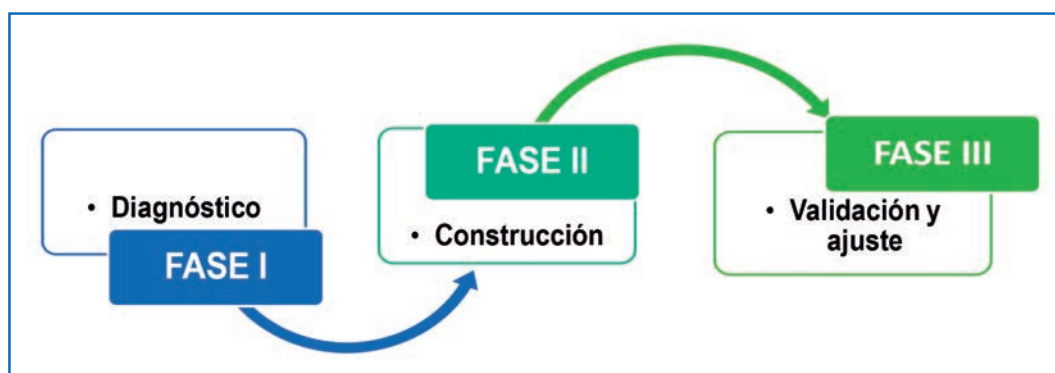 • Diagnóstico
FASE I
FASE II
• Construcción
FASE III
• Validación y
ajuste